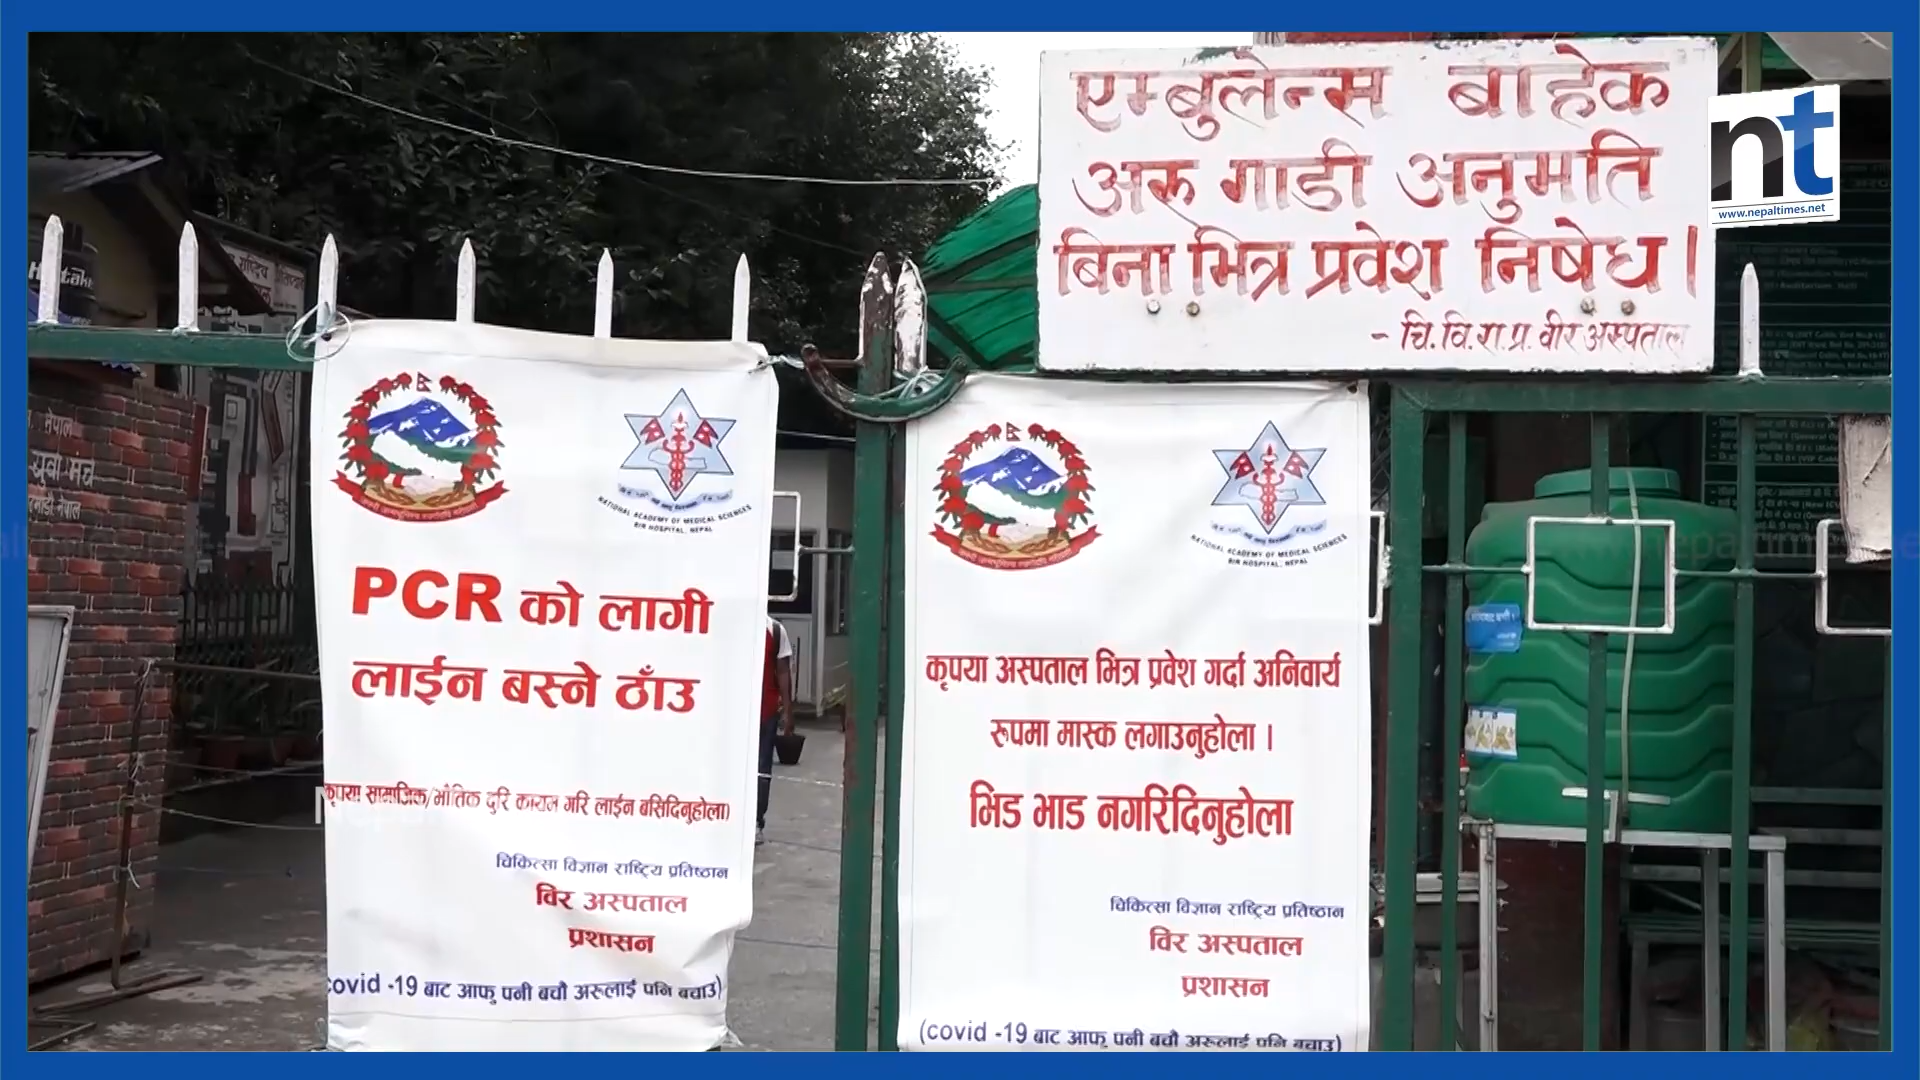 एम्बुलेन्स बाहेक
अरू गाडी अनुमति
बिना भित्र प्रवेश निषेध।
- चि.वि.रा.प्र. वीर अस्पताल
nt
www.nepaltimes.net
NATIONAL ACADEMY OF MEDICAL SCIENCES
BIR HOSPITAL, NEPAL
PCR को लागी
लाईन बस्ने ठाँउ
कृपया सामाजिक/भौतिक दुरि कायम गरि लाईन बसिदिनुहोला)
चिकित्सा विज्ञान राष्ट्रिय प्रतिष्ठान
विर अस्पताल
प्रशासन
covid -19 बाट आफु पनी बचौ अरुलाई पनि बचाउ)
NATIONAL ACADEMY OF MEDICAL SCIENCES
BIR HOSPITAL, NEPAL
कृपया अस्पताल भित्र प्रवेश गर्दा अनिवार्य
रुपमा मास्क लगाउनुहोला ।
भिड भाड नगरिदिनुहोला
चिकित्सा विज्ञान राष्ट्रिय प्रतिष्ठान
विर अस्पताल
प्रशासन
(covid -19 बाट आफु पनी बचौ अरुलाई पनि बचाउ)
नेपाल
युवा मंच